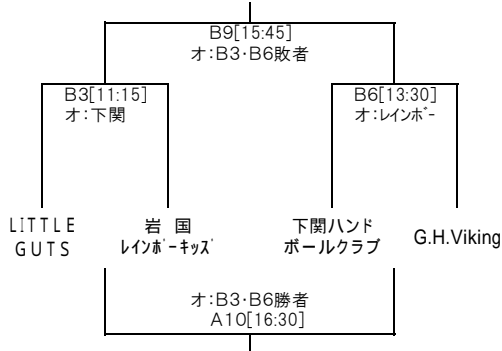 B9[15:45]
オ:B3・B6敗者
B3[11:15]
オ:下関
B6[13:30]
オ:ﾚｲﾝﾎﾞｰ
LITTLE
GUTS
岩 国
ﾚｲﾝﾎﾞｰｷｯｽﾞ
下関ハンド
ボールクラブ
G.H.Viking
オ:B3・B6勝者
A10[16:30]